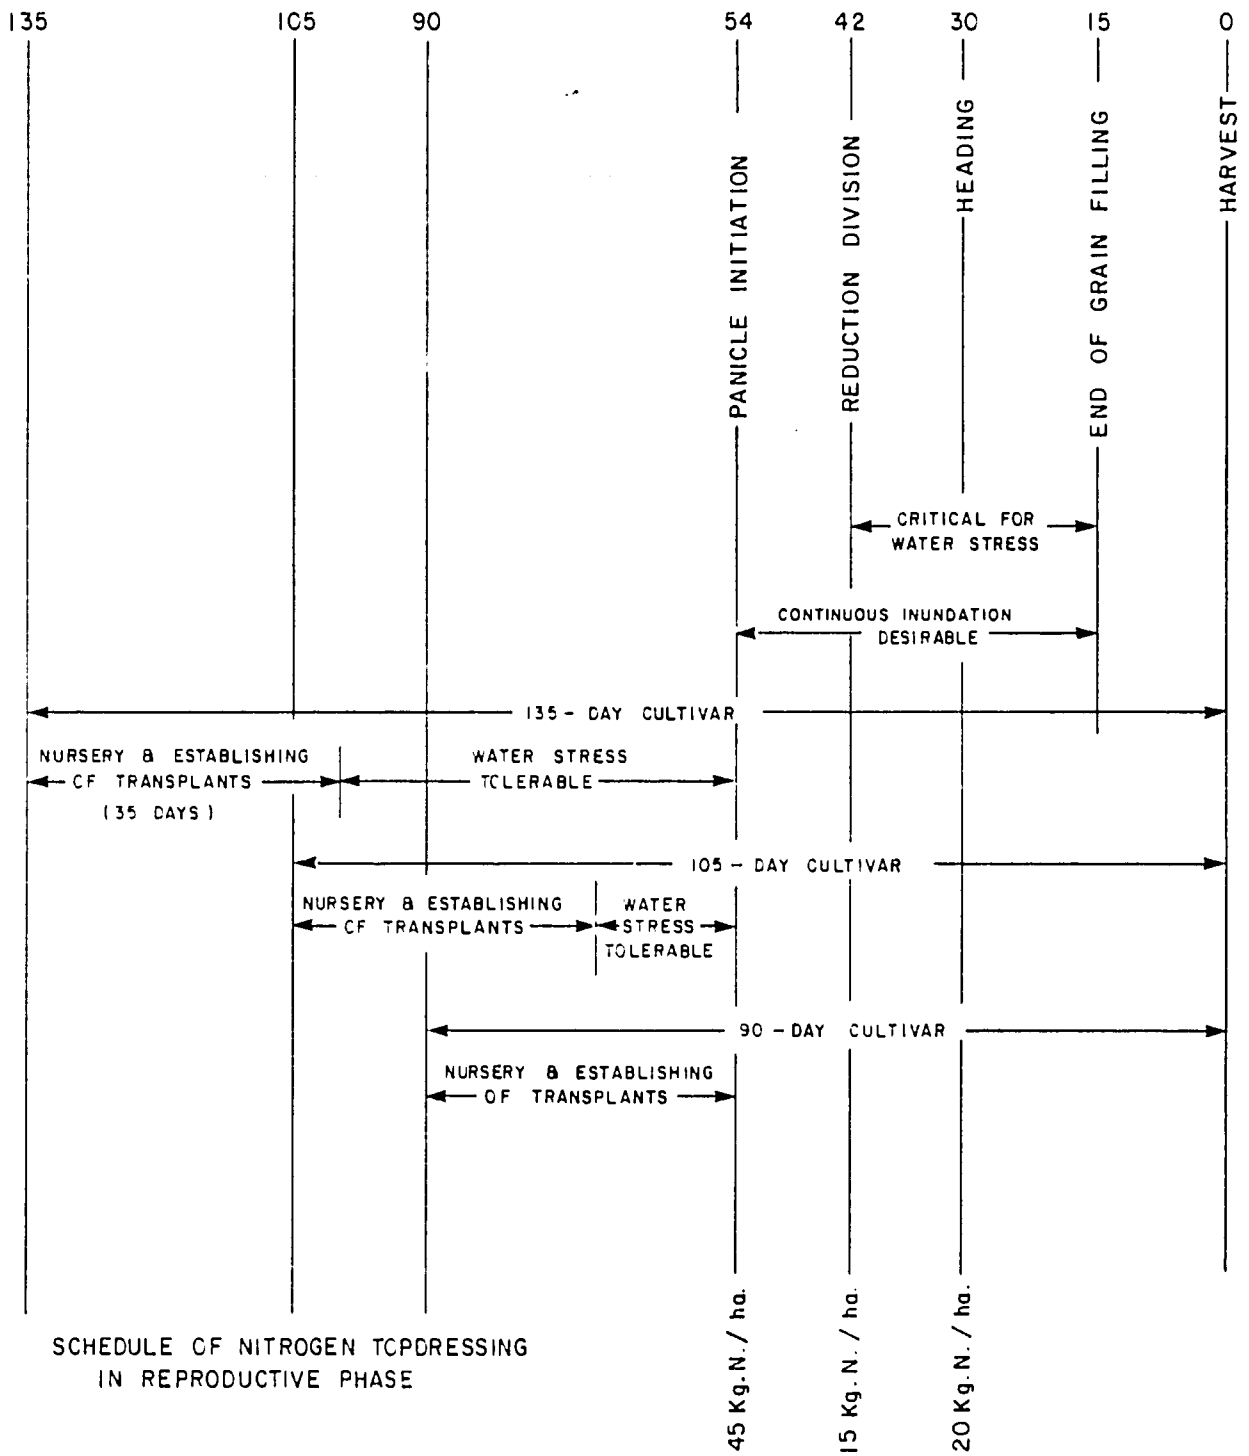 135 105 90 54 42 30 15 0
PANICLE INITIATION
REDUCTION DIVISION
HEADING
END OF GRAIN FILLING
HARVEST
CRITICAL FOR
WATER STRESS
CONTINUOUS INUNDATION
DESIRABLE
135 - DAY CULTIVAR
NURSERY & ESTABLISHING
CF TRANSPLANTS
(35 DAYS)
WATER STRESS
TCLERABLE
105 - DAY CULTIVAR
NURSERY & ESTABLISHING
CF TRANSPLANTS
WATER
STRESS
TOLERABLE
90 - DAY CULTIVAR
NURSERY & ESTABLISHING
OF TRANSPLANTS
SCHEDULE CF NITROGEN TCPDRESSING
IN REPRODUCTIVE PHASE
45 Kg.N./ha.
15 Kg.N./ha.
20 Kg.N./ha.